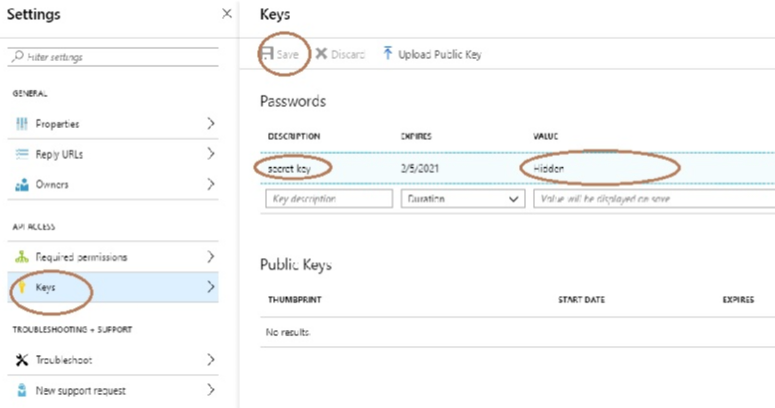 Settings
Filter settings
GENERAL
Properties
Reply URLs
Owners
API ACCESS
Required permissions
Keys
TROUBLESHOOTING + SUPPORT
Troubleshoot
New support request
Keys
Save Discard Upload Public Key
Passwords
DESCRIPTION EXPIRES VALUE
secret key 2/5/2021 Hidden
Key description Duration Value will be displayed on save
Public Keys
THUMBPRINT START DATE EXPIRES
No results.